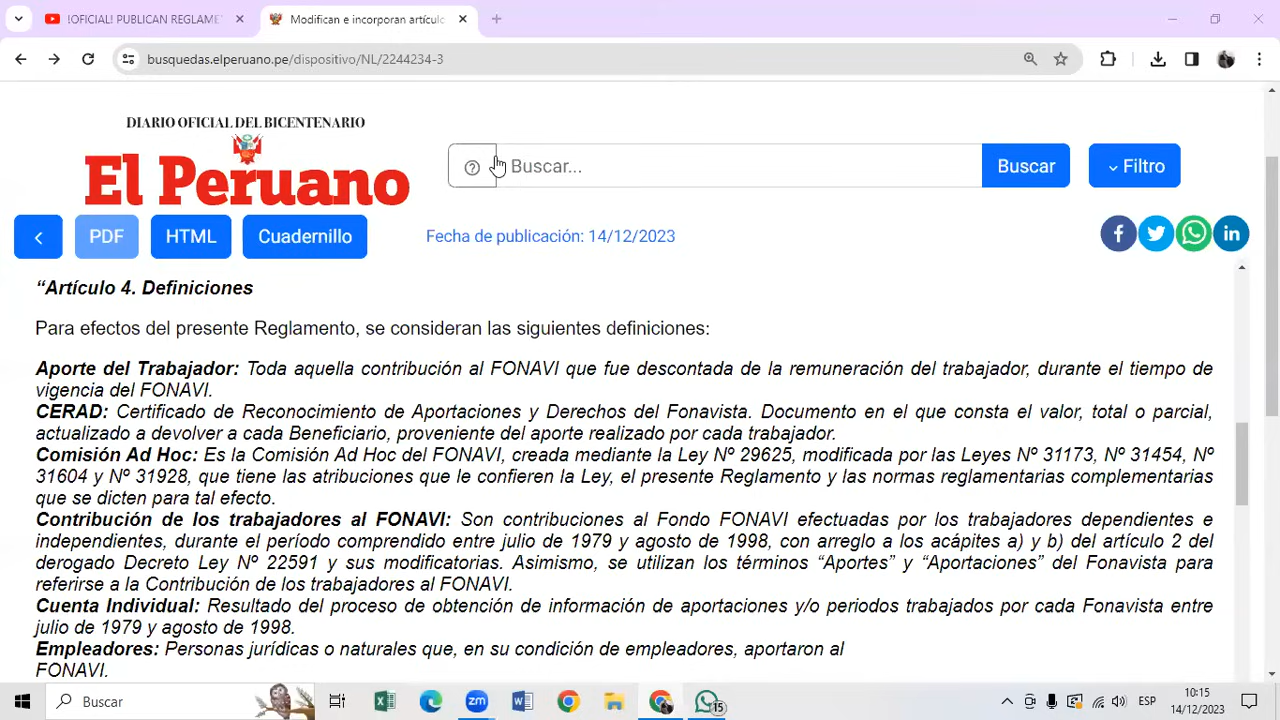 !OFICIAL! PUBLICAN REGLAME
Modifican e incorporan artículo
busquedas.elperuano.pe/dispositivo/NL/2244234-3
DIARIO OFICIAL DEL BICENTENARIO
El Peruano
Buscar...
Buscar
Filtro
PDF
HTML
Cuadernillo
Fecha de publicación: 14/12/2023
“Artículo 4. Definiciones
Para efectos del presente Reglamento, se consideran las siguientes definiciones:
Aporte del Trabajador: Toda aquella contribución al FONAVI que fue descontada de la remuneración del trabajador, durante el tiempo de
vigencia del FONAVI.
CERAD: Certificado de Reconocimiento de Aportaciones y Derechos del Fonavista. Documento en el que consta el valor, total o parcial,
actualizado a devolver a cada Beneficiario, proveniente del aporte realizado por cada trabajador.
Comisión Ad Hoc: Es la Comisión Ad Hoc del FONAVI, creada mediante la Ley Nº 29625, modificada por las Leyes Nº 31173, Nº 31454, Nº
31604 y Nº 31928, que tiene las atribuciones que le confieren la Ley, el presente Reglamento y las normas reglamentarias complementarias
que se dicten para tal efecto.
Contribución de los trabajadores al FONAVI: Son contribuciones al Fondo FONAVI efectuadas por los trabajadores dependientes e
independientes, durante el período comprendido entre julio de 1979 y agosto de 1998, con arreglo a los acápites a) y b) del artículo 2 del
derogado Decreto Ley Nº 22591 y sus modificatorias. Asimismo, se utilizan los términos “Aportes” y “Aportaciones” del Fonavista para
referirse a la Contribución de los trabajadores al FONAVI.
Cuenta Individual: Resultado del proceso de obtención de información de aportaciones y/o periodos trabajados por cada Fonavista entre
julio de 1979 y agosto de 1998.
Empleadores: Personas jurídicas o naturales que, en su condición de empleadores, aportaron al
FONAVI.
Buscar
zm
15
ESP
10:15
14/12/2023